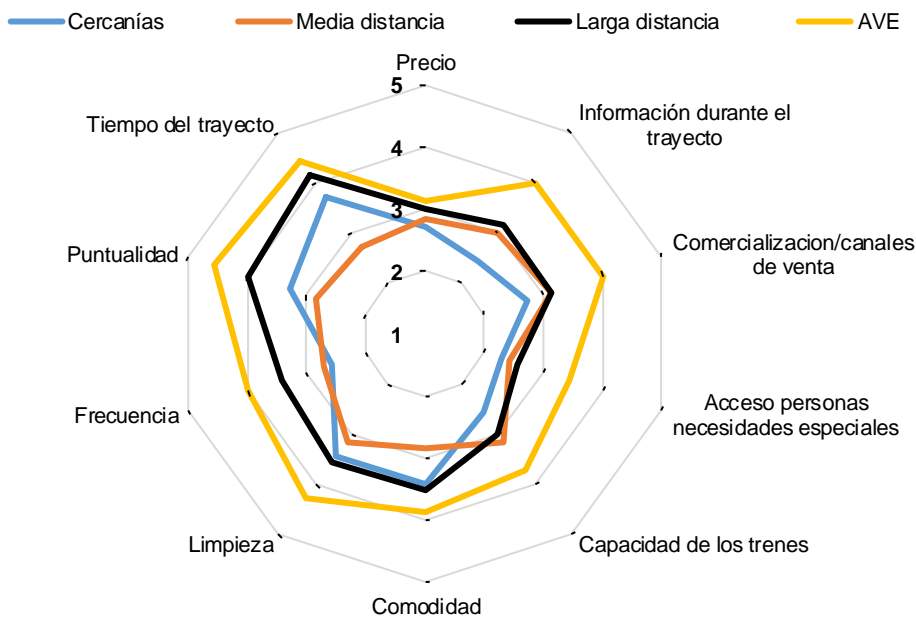 Cercanías
Media distancia
Larga distancia
AVE
Precio
5
Información durante el
trayecto
Tiempo del trayecto
4
3
Puntualidad
Comercializacion/canales
de venta
2
1
Frecuencia
Acceso personas
necesidades especiales
Limpieza
Capacidad de los trenes
Comodidad